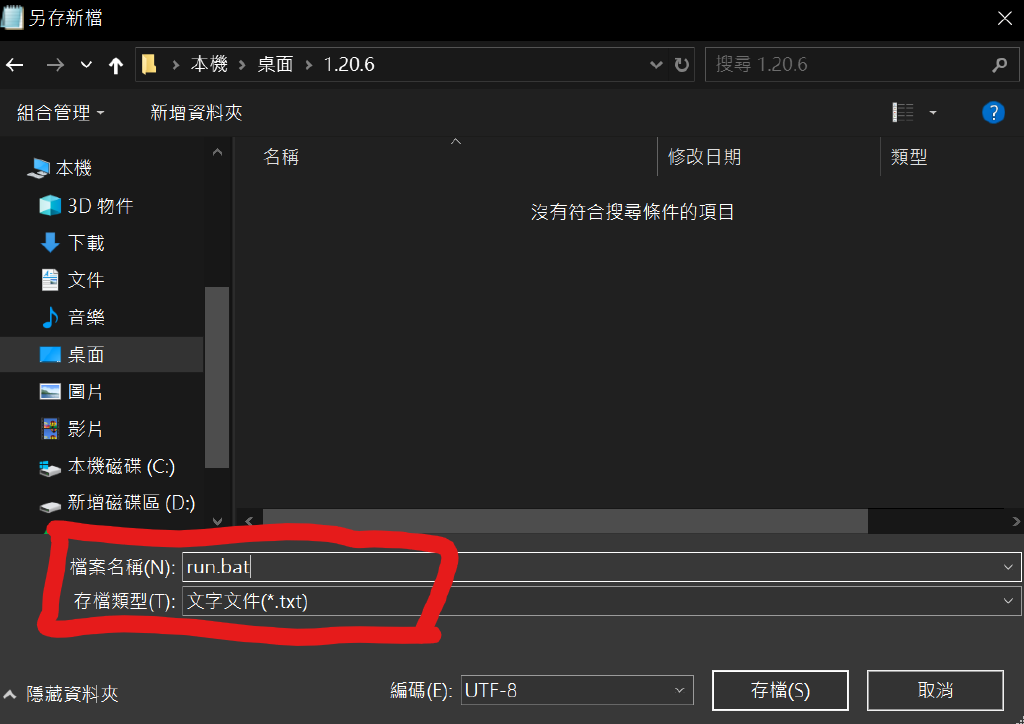 另存新檔
本機 桌面 1.20.6 搜尋 1.20.6
組合管理 新增資料夾
名稱 修改日期 類型
沒有符合搜尋條件的項目
本機
3D 物件
下載
文件
音樂
桌面
圖片
影片
本機磁碟 (C:)
新增磁碟區 (D:)
檔案名稱(N): run.bat
存檔類型(T): 文字文件(*.txt)
隱藏資料夾 編碼(E): UTF-8 存檔(S) 取消